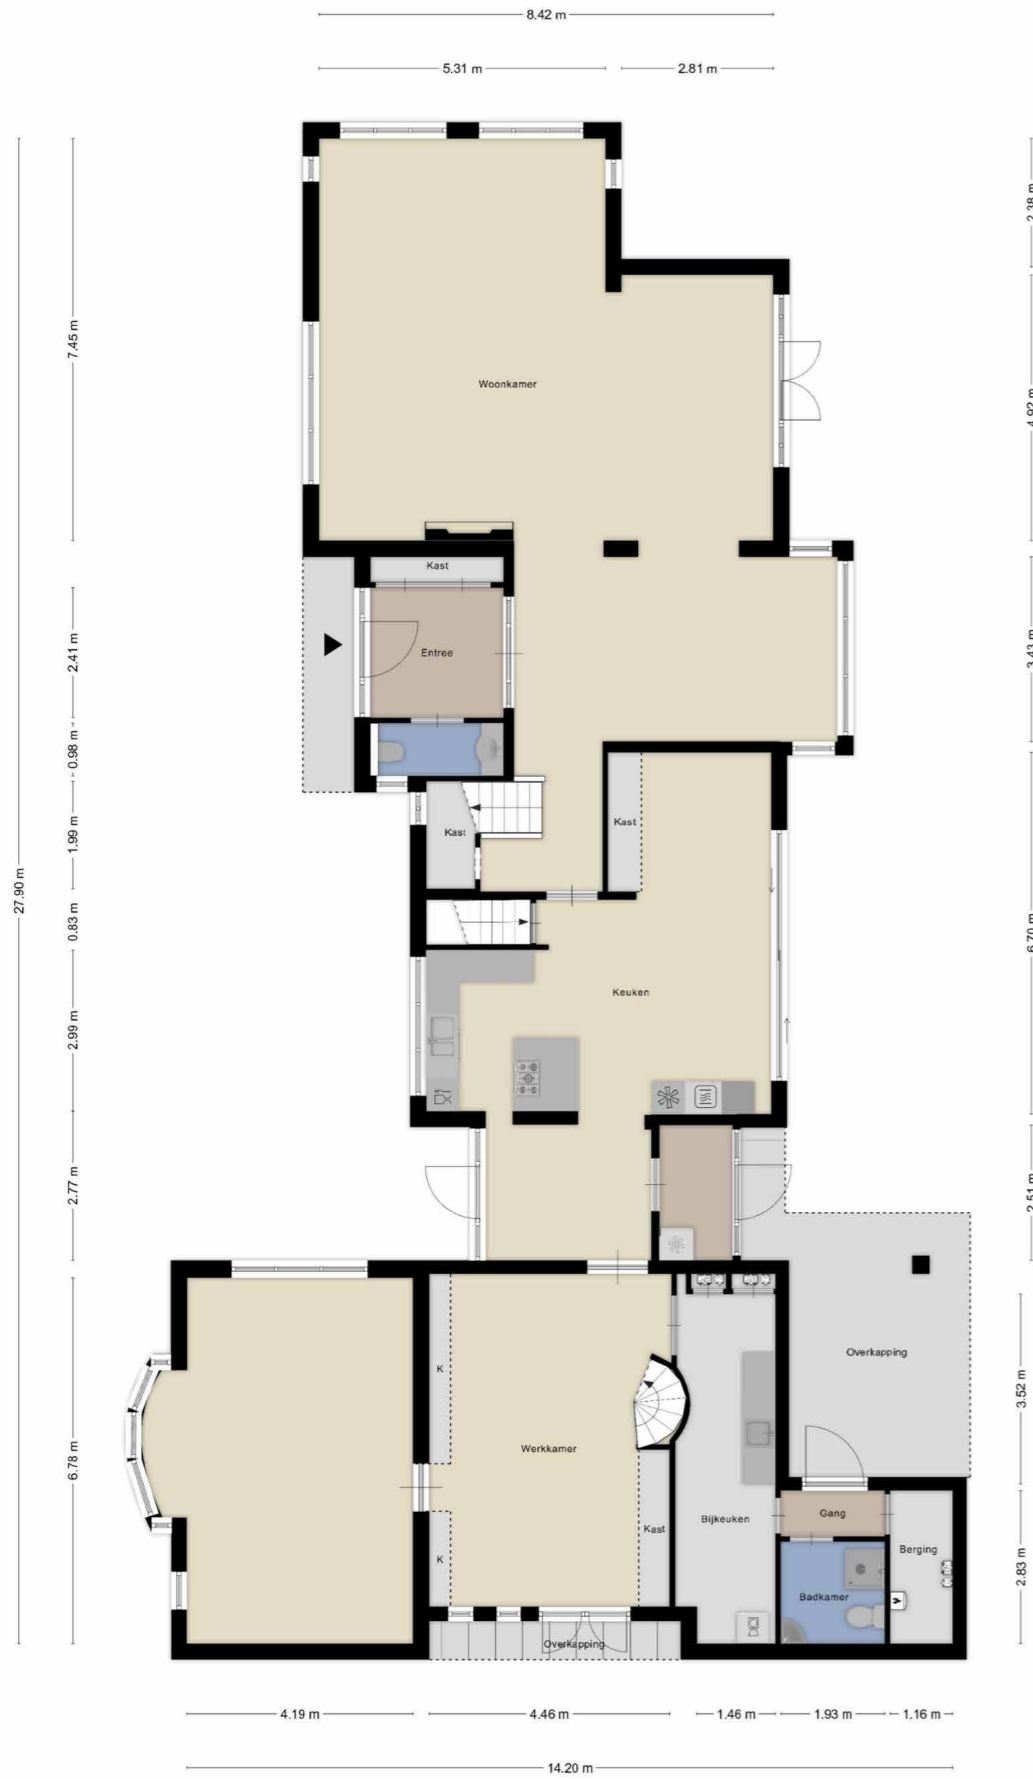 8.42 m
5.31 m
2.81 m
2.38 m
7.45 m
Woonkamer
4.92 m
Kast
2.41 m
Entree
3.43 m
0.98 m
1.99 m
Kast
Kast
27.90 m
0.83 m
6.70 m
Keuken
2.99 m
2.77 m
2.51 m
Overkapping
K
3.52 m
6.78 m
Werkkamer
Kast
Bijkeuken
Gang
Berging
K
2.83 m
Badkamer
V
Overkapping
4.19 m
4.46 m
1.46 m
1.93 m
1.16 m
14.20 m